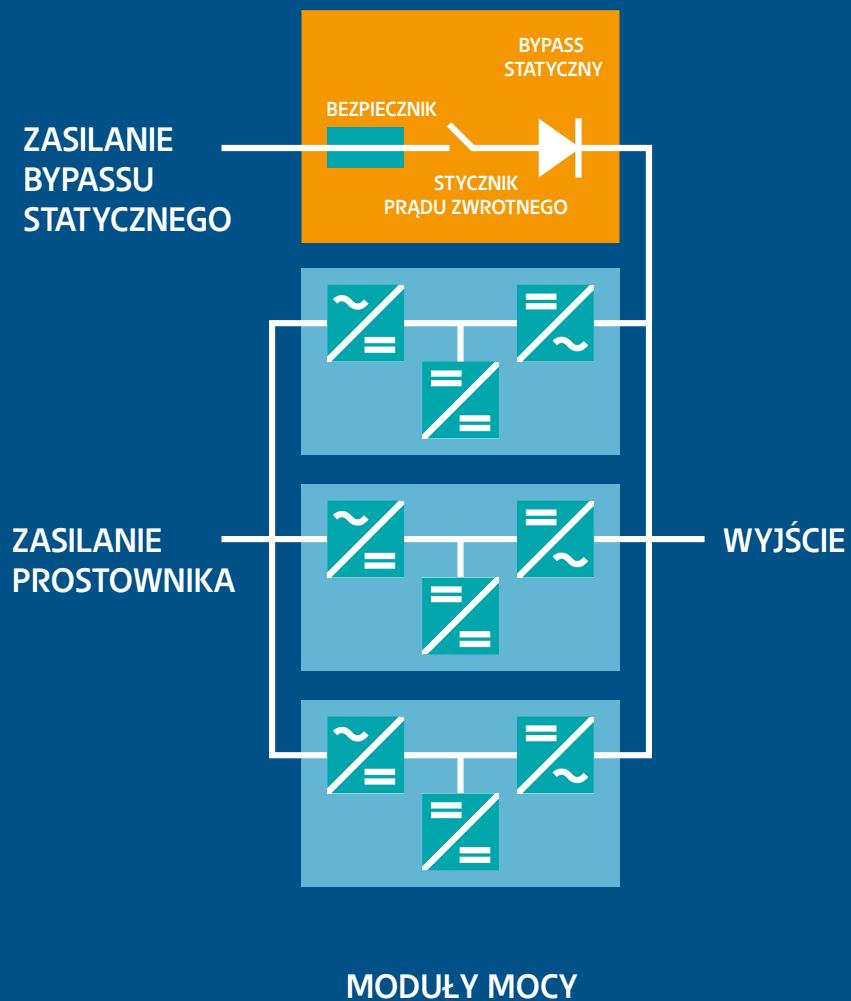 BYPASS
STATYCZNY
BEZPIECZNIK
ZASILANIE
BYPASSU
STATYCZNEGO
STYCZNIK
PRĄDU ZWROTNEGO
ZASILANIE
PROSTOWNIKA
WYJŚCIE
MODUŁY MOCY